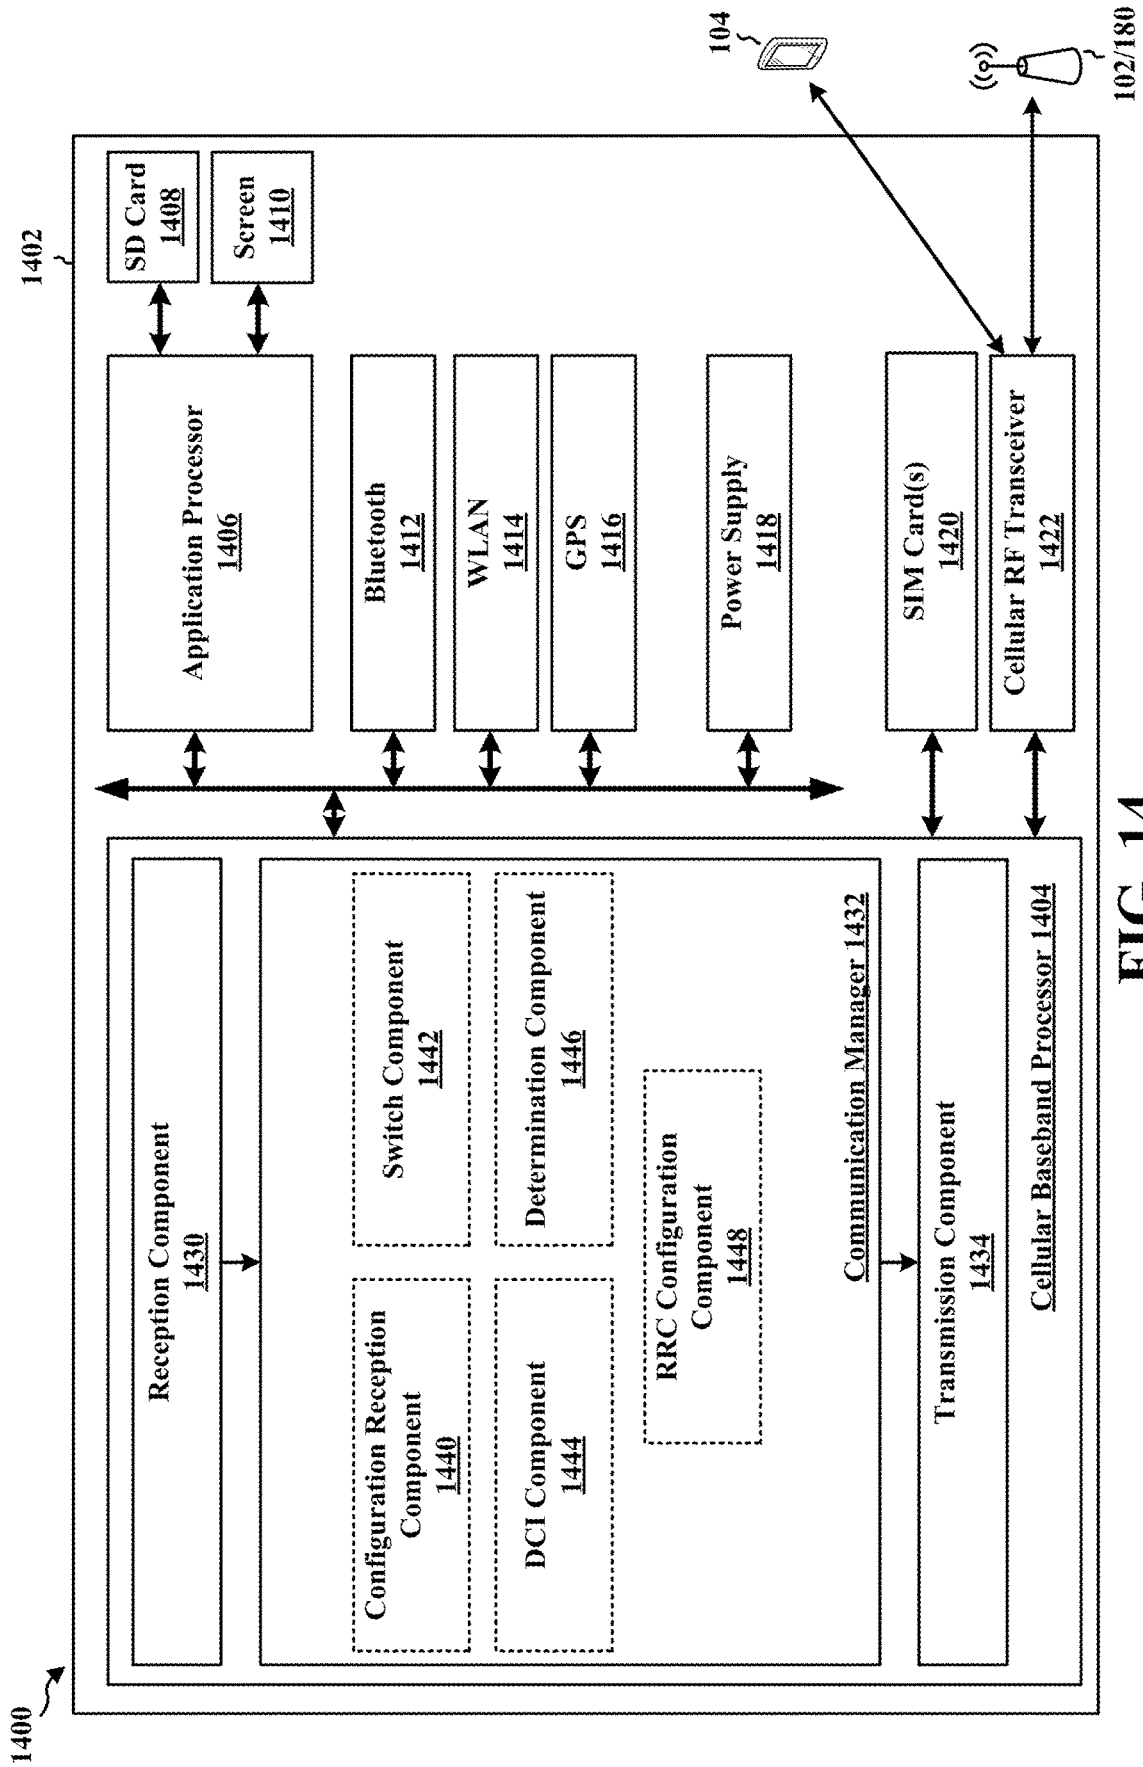 1400
1402
Reception Component
1430
Configuration Reception
Component
1440
Switch Component
1442
DCI Component
1444
Determination Component
1446
RRC Configuration
Component
1448
Communication Manager 1432
Transmission Component
1434
Cellular Baseband Processor 1404
Application Processor
1406
SD Card
1408
Screen
1410
Bluetooth
1412
WLAN
1414
GPS
1416
Power Supply
1418
SIM Card(s)
1420
Cellular RF Transceiver
1422
104
102/180
FIG. 14